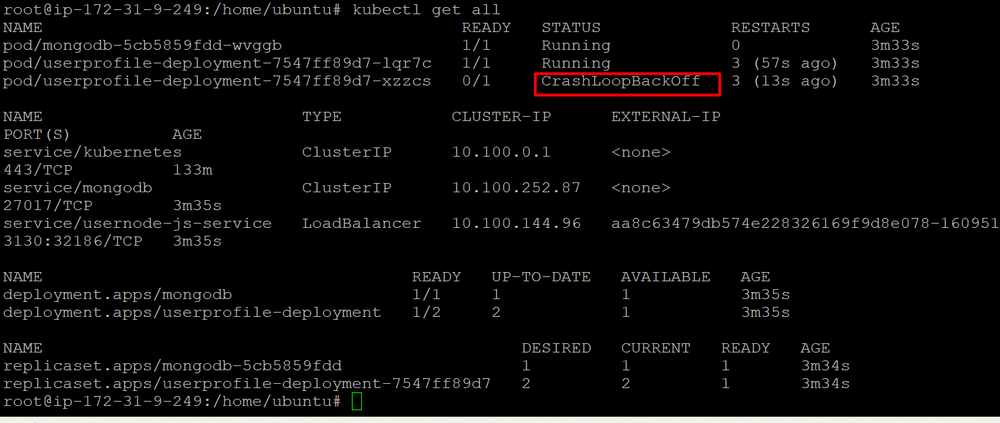 root@ip-172-31-9-249:/home/ubuntu# kubectl get all
NAME READY STATUS RESTARTS AGE
pod/mongodb-5cb5859fdd-wvggb 1/1 Running 0 3m33s
pod/userprofile-deployment-7547ff89d7-lqr7c 1/1 Running 3 (57s ago) 3m33s
pod/userprofile-deployment-7547ff89d7-xzzcs 0/1 CrashLoopBackOff 3 (13s ago) 3m33s
NAME TYPE CLUSTER-IP EXTERNAL-IP
PORT(S) AGE
service/kubernetes ClusterIP 10.100.0.1 <none>
443/TCP 133m
service/mongodb ClusterIP 10.100.252.87 <none>
27017/TCP 3m35s
service/usernode-js-service LoadBalancer 10.100.144.96 aa8c63479db574e228326169f9d8e078-160951
3130:32186/TCP 3m35s
NAME READY UP-TO-DATE AVAILABLE AGE
deployment.apps/mongodb 1/1 1 1 3m35s
deployment.apps/userprofile-deployment 1/2 2 1 3m35s
NAME DESIRED CURRENT READY AGE
replicaset.apps/mongodb-5cb5859fdd 1 1 1 3m34s
replicaset.apps/userprofile-deployment-7547ff89d7 2 2 1 3m34s
root@ip-172-31-9-249:/home/ubuntu#